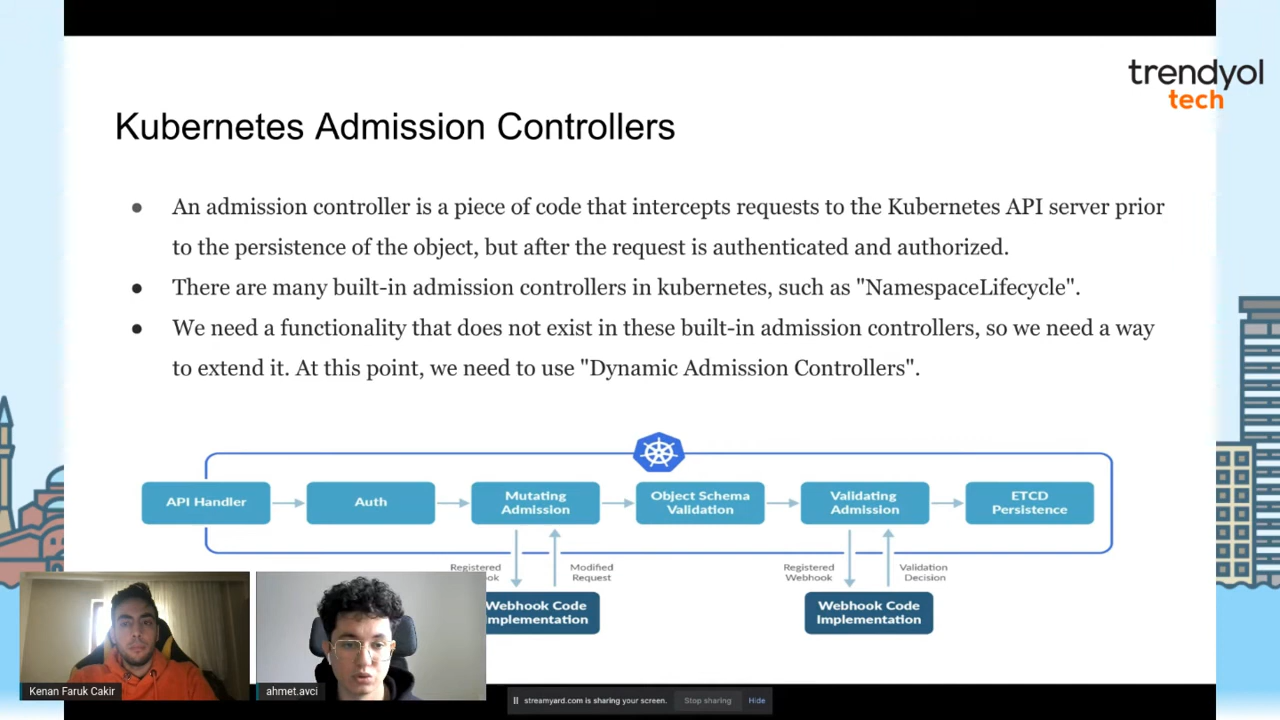 trendyol
tech
Kubernetes Admission Controllers
● An admission controller is a piece of code that intercepts requests to the Kubernetes API server prior
to the persistence of the object, but after the request is authenticated and authorized.
● There are many built-in admission controllers in kubernetes, such as "NamespaceLifecycle".
● We need a functionality that does not exist in these built-in admission controllers, so we need a way
to extend it. At this point, we need to use "Dynamic Admission Controllers".
API Handler
Auth
Mutating
Admission
Object Schema
Validation
Validating
Admission
ETCD
Persistence
Registered
ook
Modified
Request
Registered
Webhook
Validation
Decision
Webhook Code
mplementation
Webhook Code
Implementation
Kenan Faruk Cakir
ahmet.avci
streamyard.com is sharing your screen.
Stop sharing
Hide